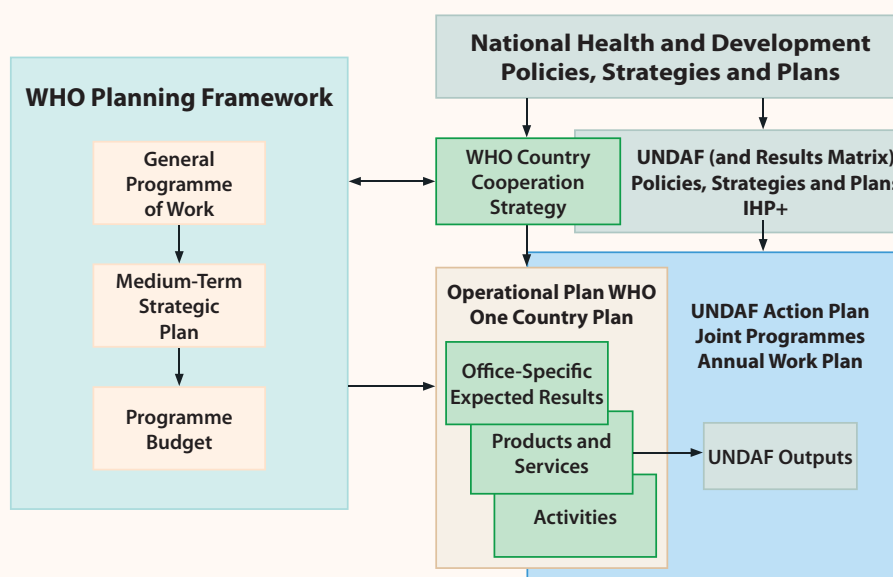 National Health and Development
Policies, Strategies and Plans
WHO Planning Framework
General
Programme
of Work
Medium-Term
Strategic
Plan
Programme
Budget
WHO Country
Cooperation
Strategy
UNDAF (and Results Matrix)
Policies, Strategies and Plans
IHP+
Operational Plan WHO
One Country Plan
Office-Specific
Expected Results
Products and
Services
Activities
UNDAF Action Plan
Joint Programmes
Annual Work Plan
UNDAF Outputs